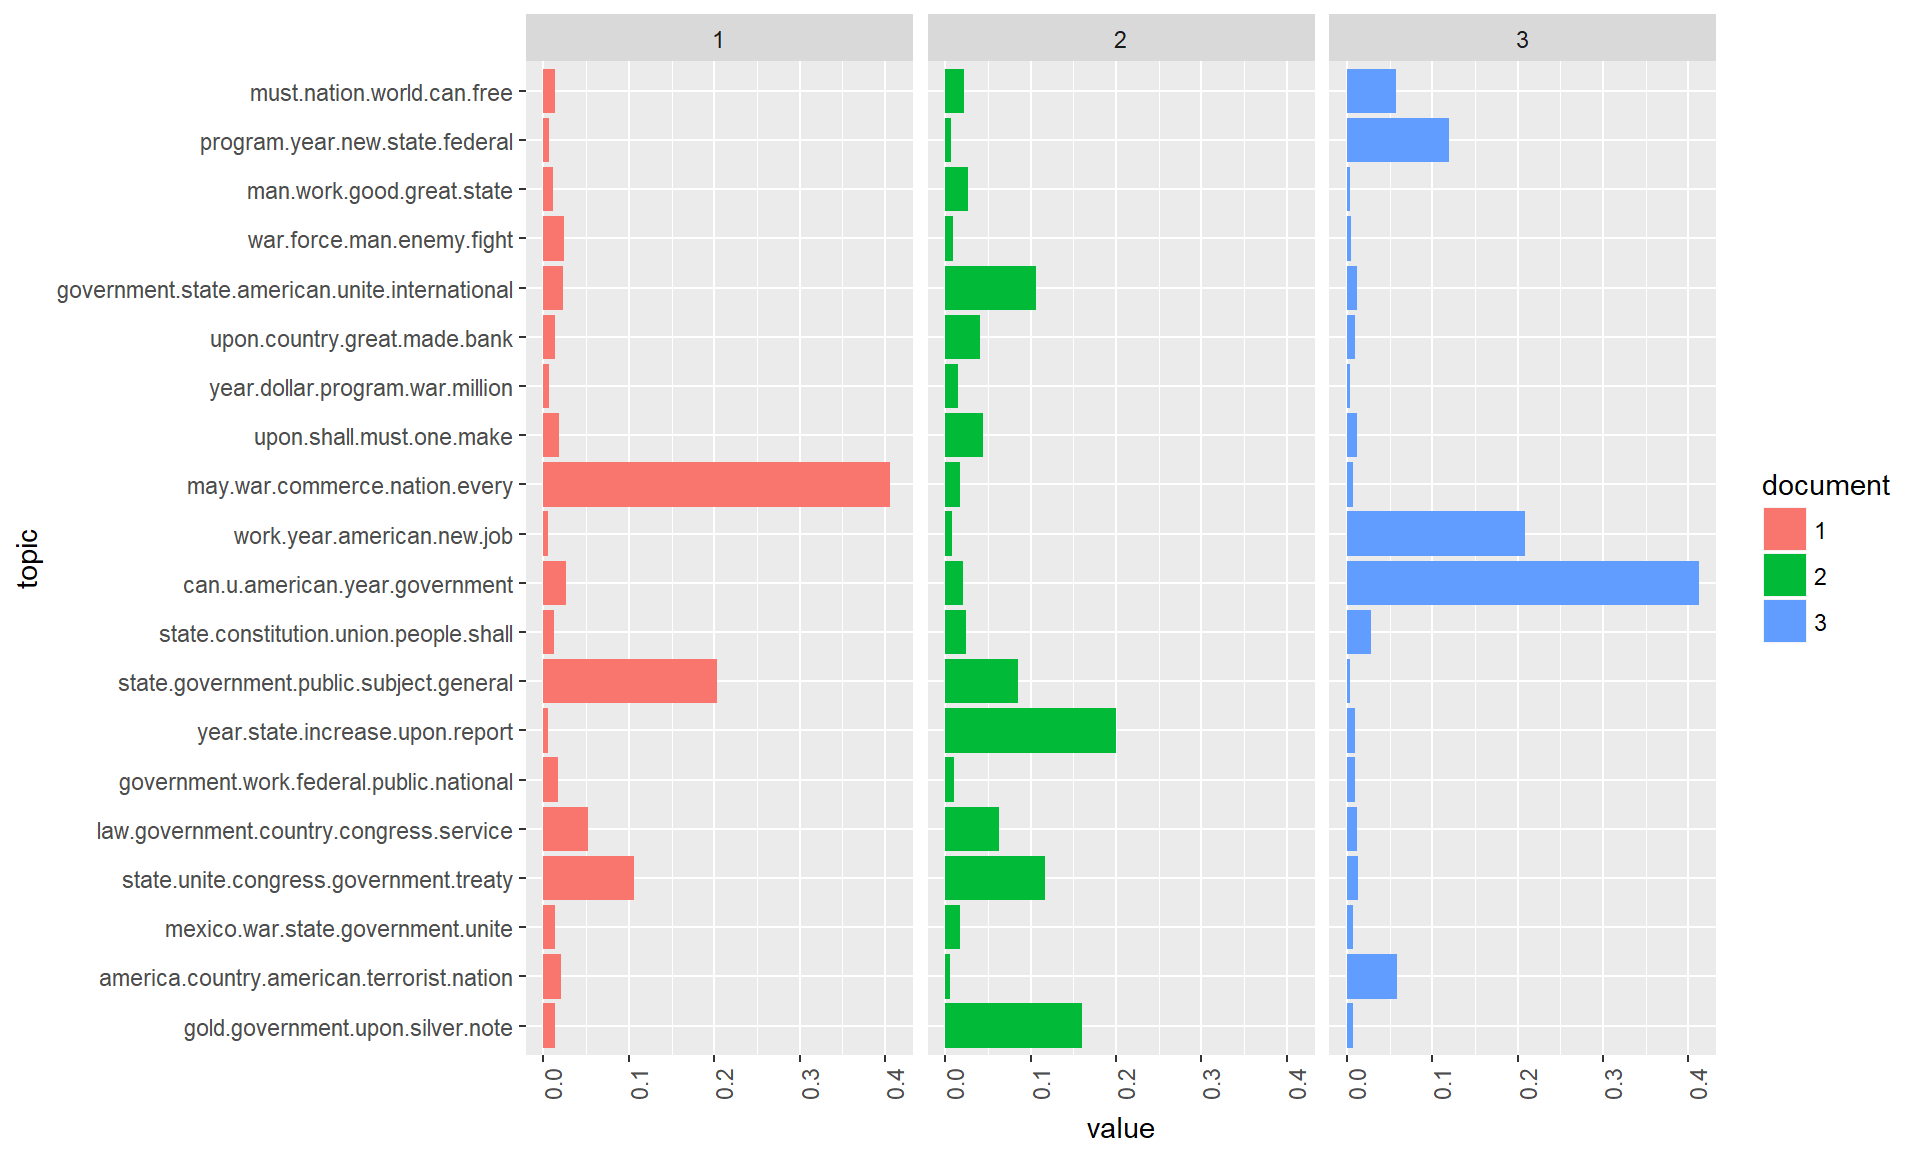 1
2
3
must.nation.world.can.free
program.year.new.state.federal
man.work.good.great.state
war.force.man.enemy.fight
government.state.american.unite.international
upon.country.great.made.bank
year.dollar.program.war.million
upon.shall.must.one.make
may.war.commerce.nation.every
work.year.american.new.job
can.u.american.year.government
state.constitution.union.people.shall
state.government.public.subject.general
year.state.increase.upon.report
government.work.federal.public.national
law.government.country.congress.service
state.unite.congress.government.treaty
mexico.war.state.government.unite
america.country.american.terrorist.nation
gold.government.upon.silver.note
topic
0.0 0.1 0.2 0.3 0.4
0.0 0.1 0.2 0.3 0.4
0.0 0.1 0.2 0.3 0.4
value
document
1
2
3